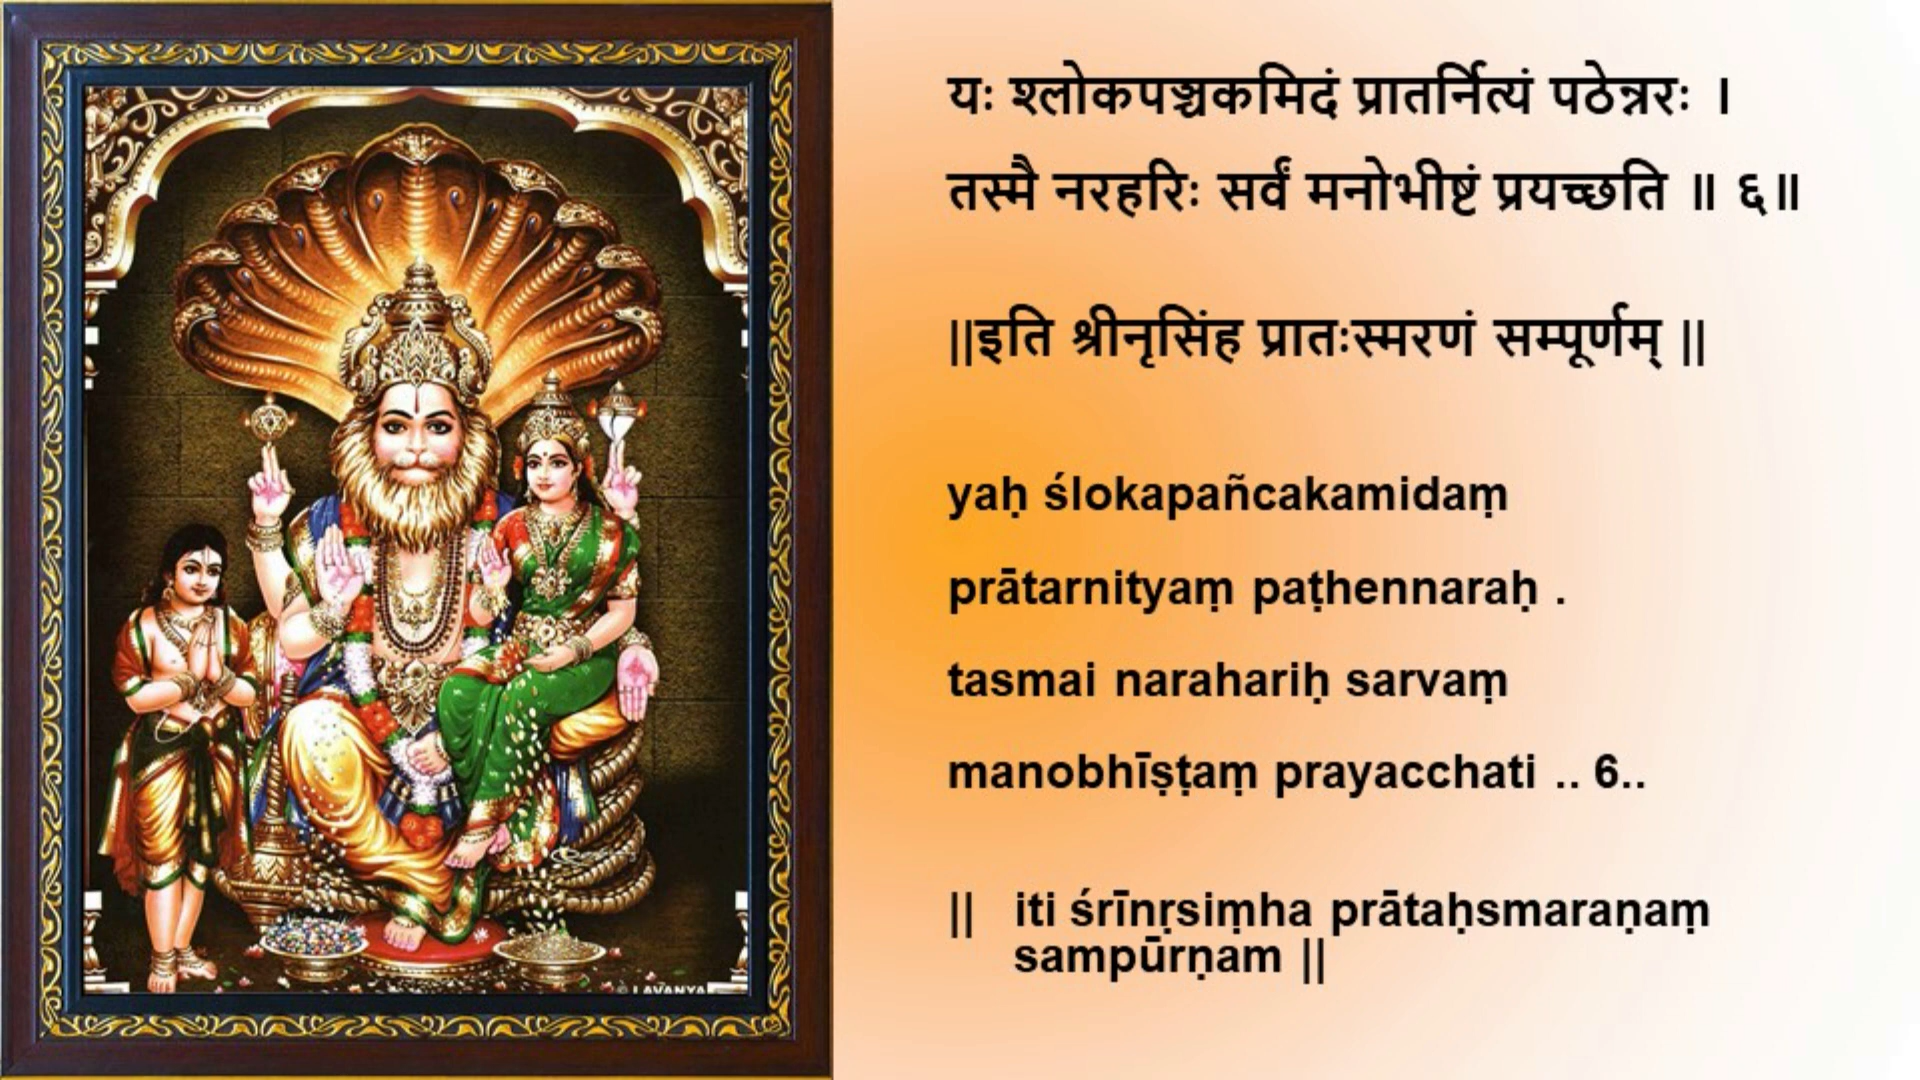 यः श्लोकपञ्चकमिदं प्रातर्नित्यं पठेन्नरः ।
तस्मै नरहरिः सर्वं मनोभीष्टं प्रयच्छति ॥ ६॥
||इति श्रीनृसिंह प्रातःस्मरणं सम्पूर्णम् ||
yaḥ ślokapañcakamidaṃ
prātarnityaṃ paṭhennaraḥ .
tasmai narahariḥ sarvaṃ
manobhīṣṭaṃ prayacchati .. 6..
|| iti śrīnṛsiṃha prātaḥsmaraṇaṃ
sampūrṇam ||
© LAVANYA